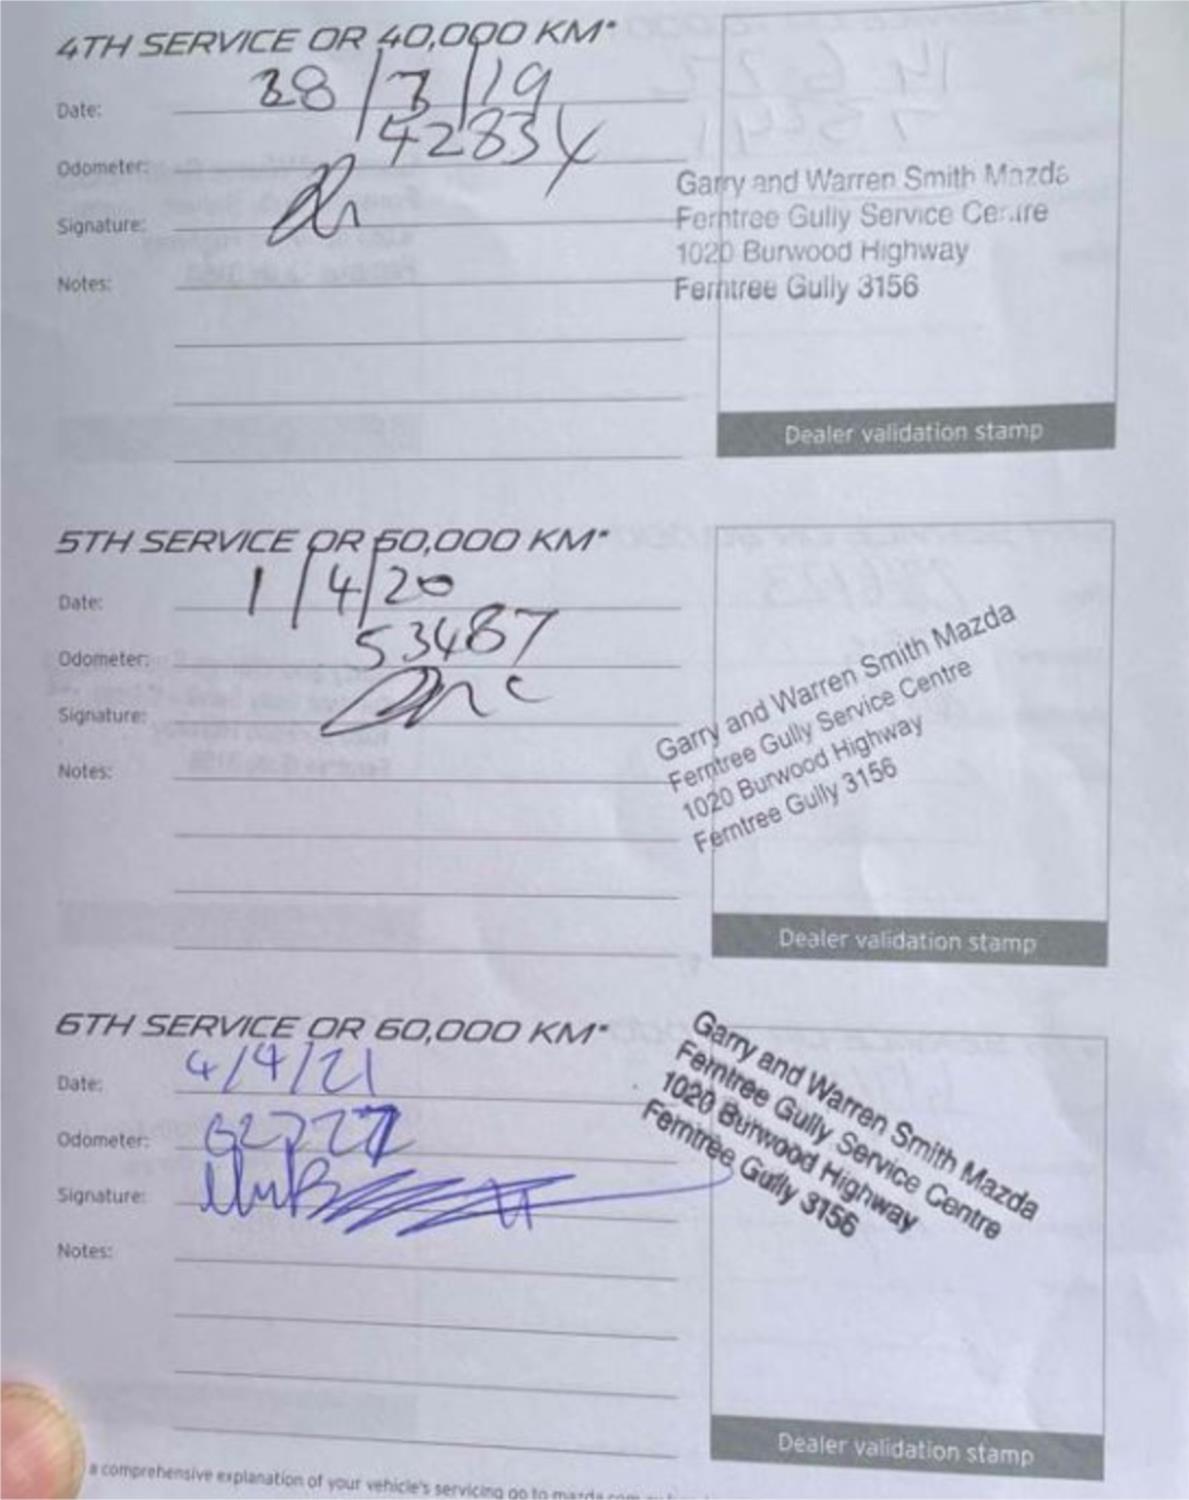 4TH SERVICE OR 40,000 KM*
Date: 28/3/19
Odometer: 42834
Signature:
Notes:
Garry and Warren Smith Mazda
Ferntree Gully Service Centre
1020 Burwood Highway
Ferntree Gully 3156
Dealer validation stamp
5TH SERVICE OR 50,000 KM*
Date: 1/4/20
Odometer: 53487
Signature:
Notes:
Garry and Warren Smith Mazda
Ferntree Gully Service Centre
1020 Burwood Highway
Ferntree Gully 3156
Dealer validation stamp
6TH SERVICE OR 60,000 KM*
Date: 4/4/21
Odometer:
Signature:
Notes:
Garry and Warren Smith Mazda
Ferntree Gully Service Centre
1020 Burwood Highway
Ferntree Gully 3156
Dealer validation stamp
a comprehensive explanation of your vehicle's servicing go to